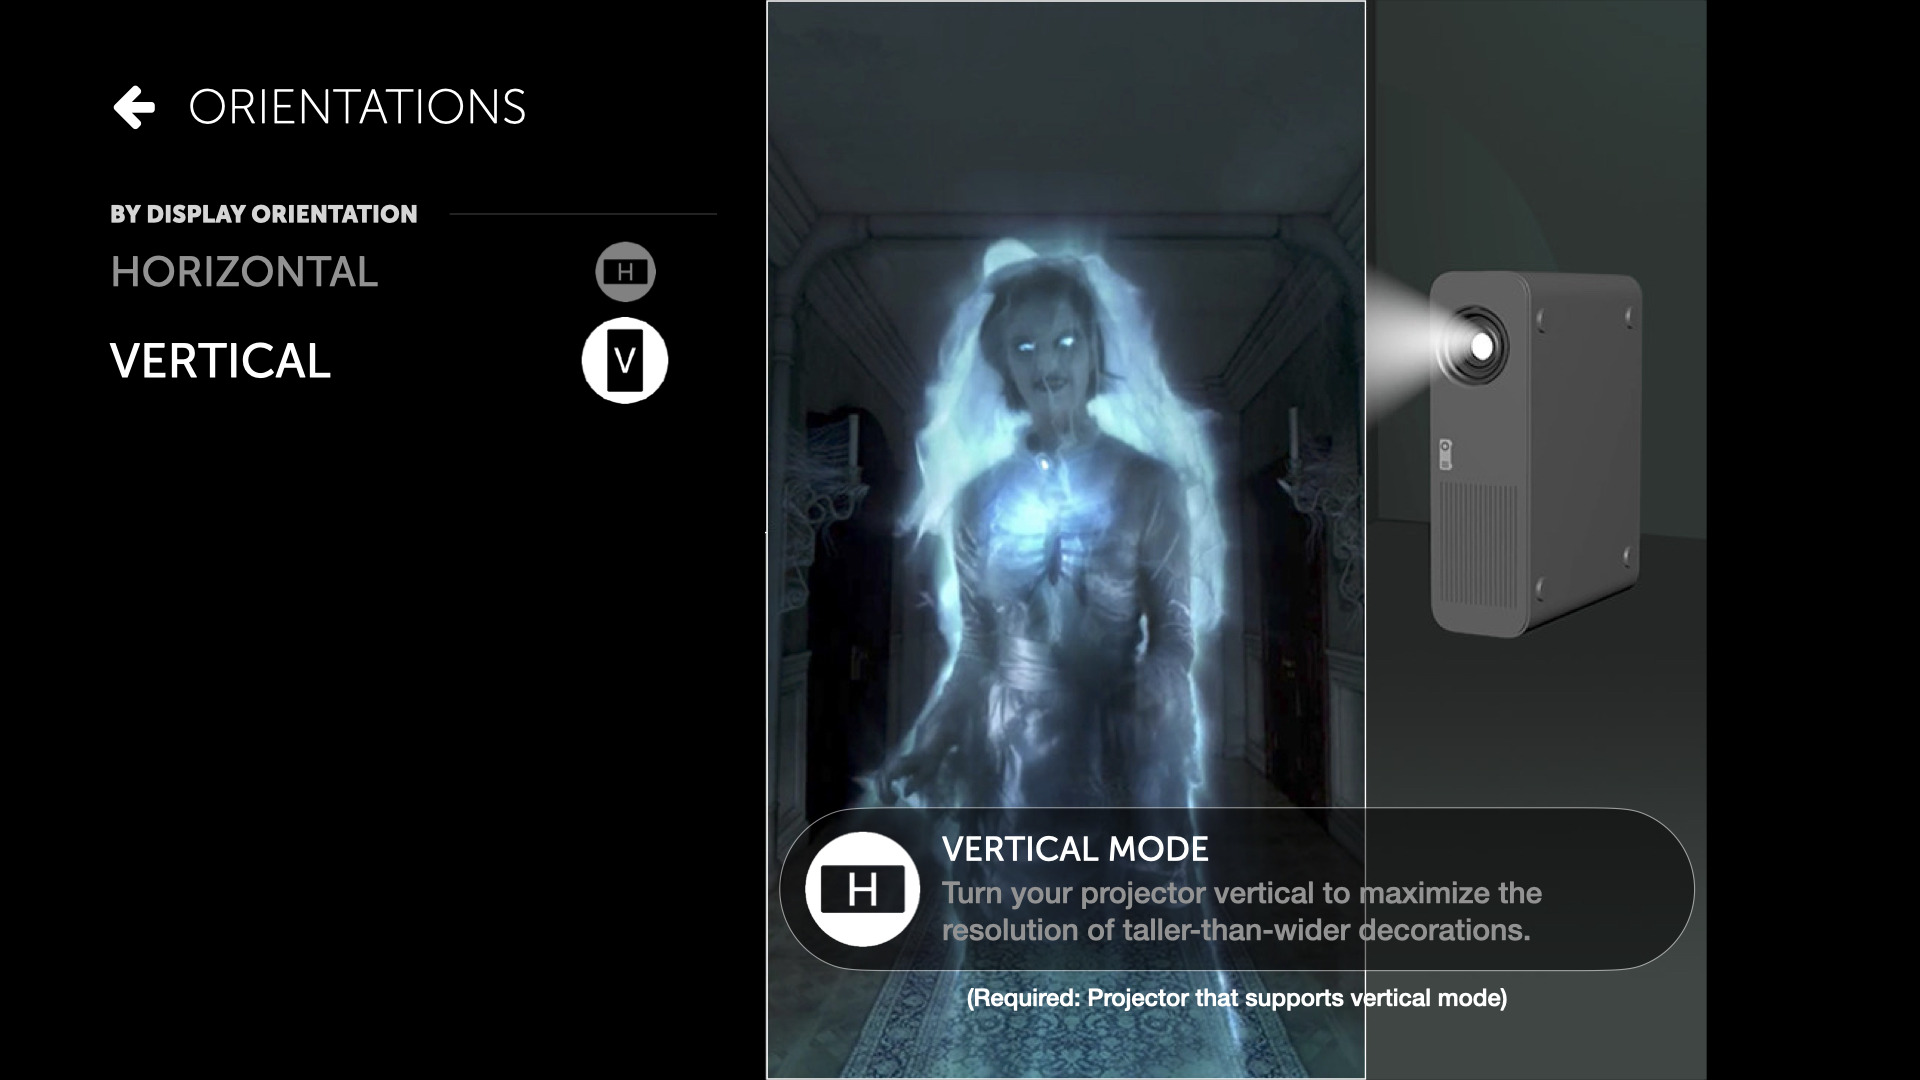 ORIENTATIONS
BY DISPLAY ORIENTATION
HORIZONTAL H
VERTICAL V
H
VERTICAL MODE
Turn your projector vertical to maximize the
resolution of taller-than-wider decorations.
(Required: Projector that supports vertical mode)